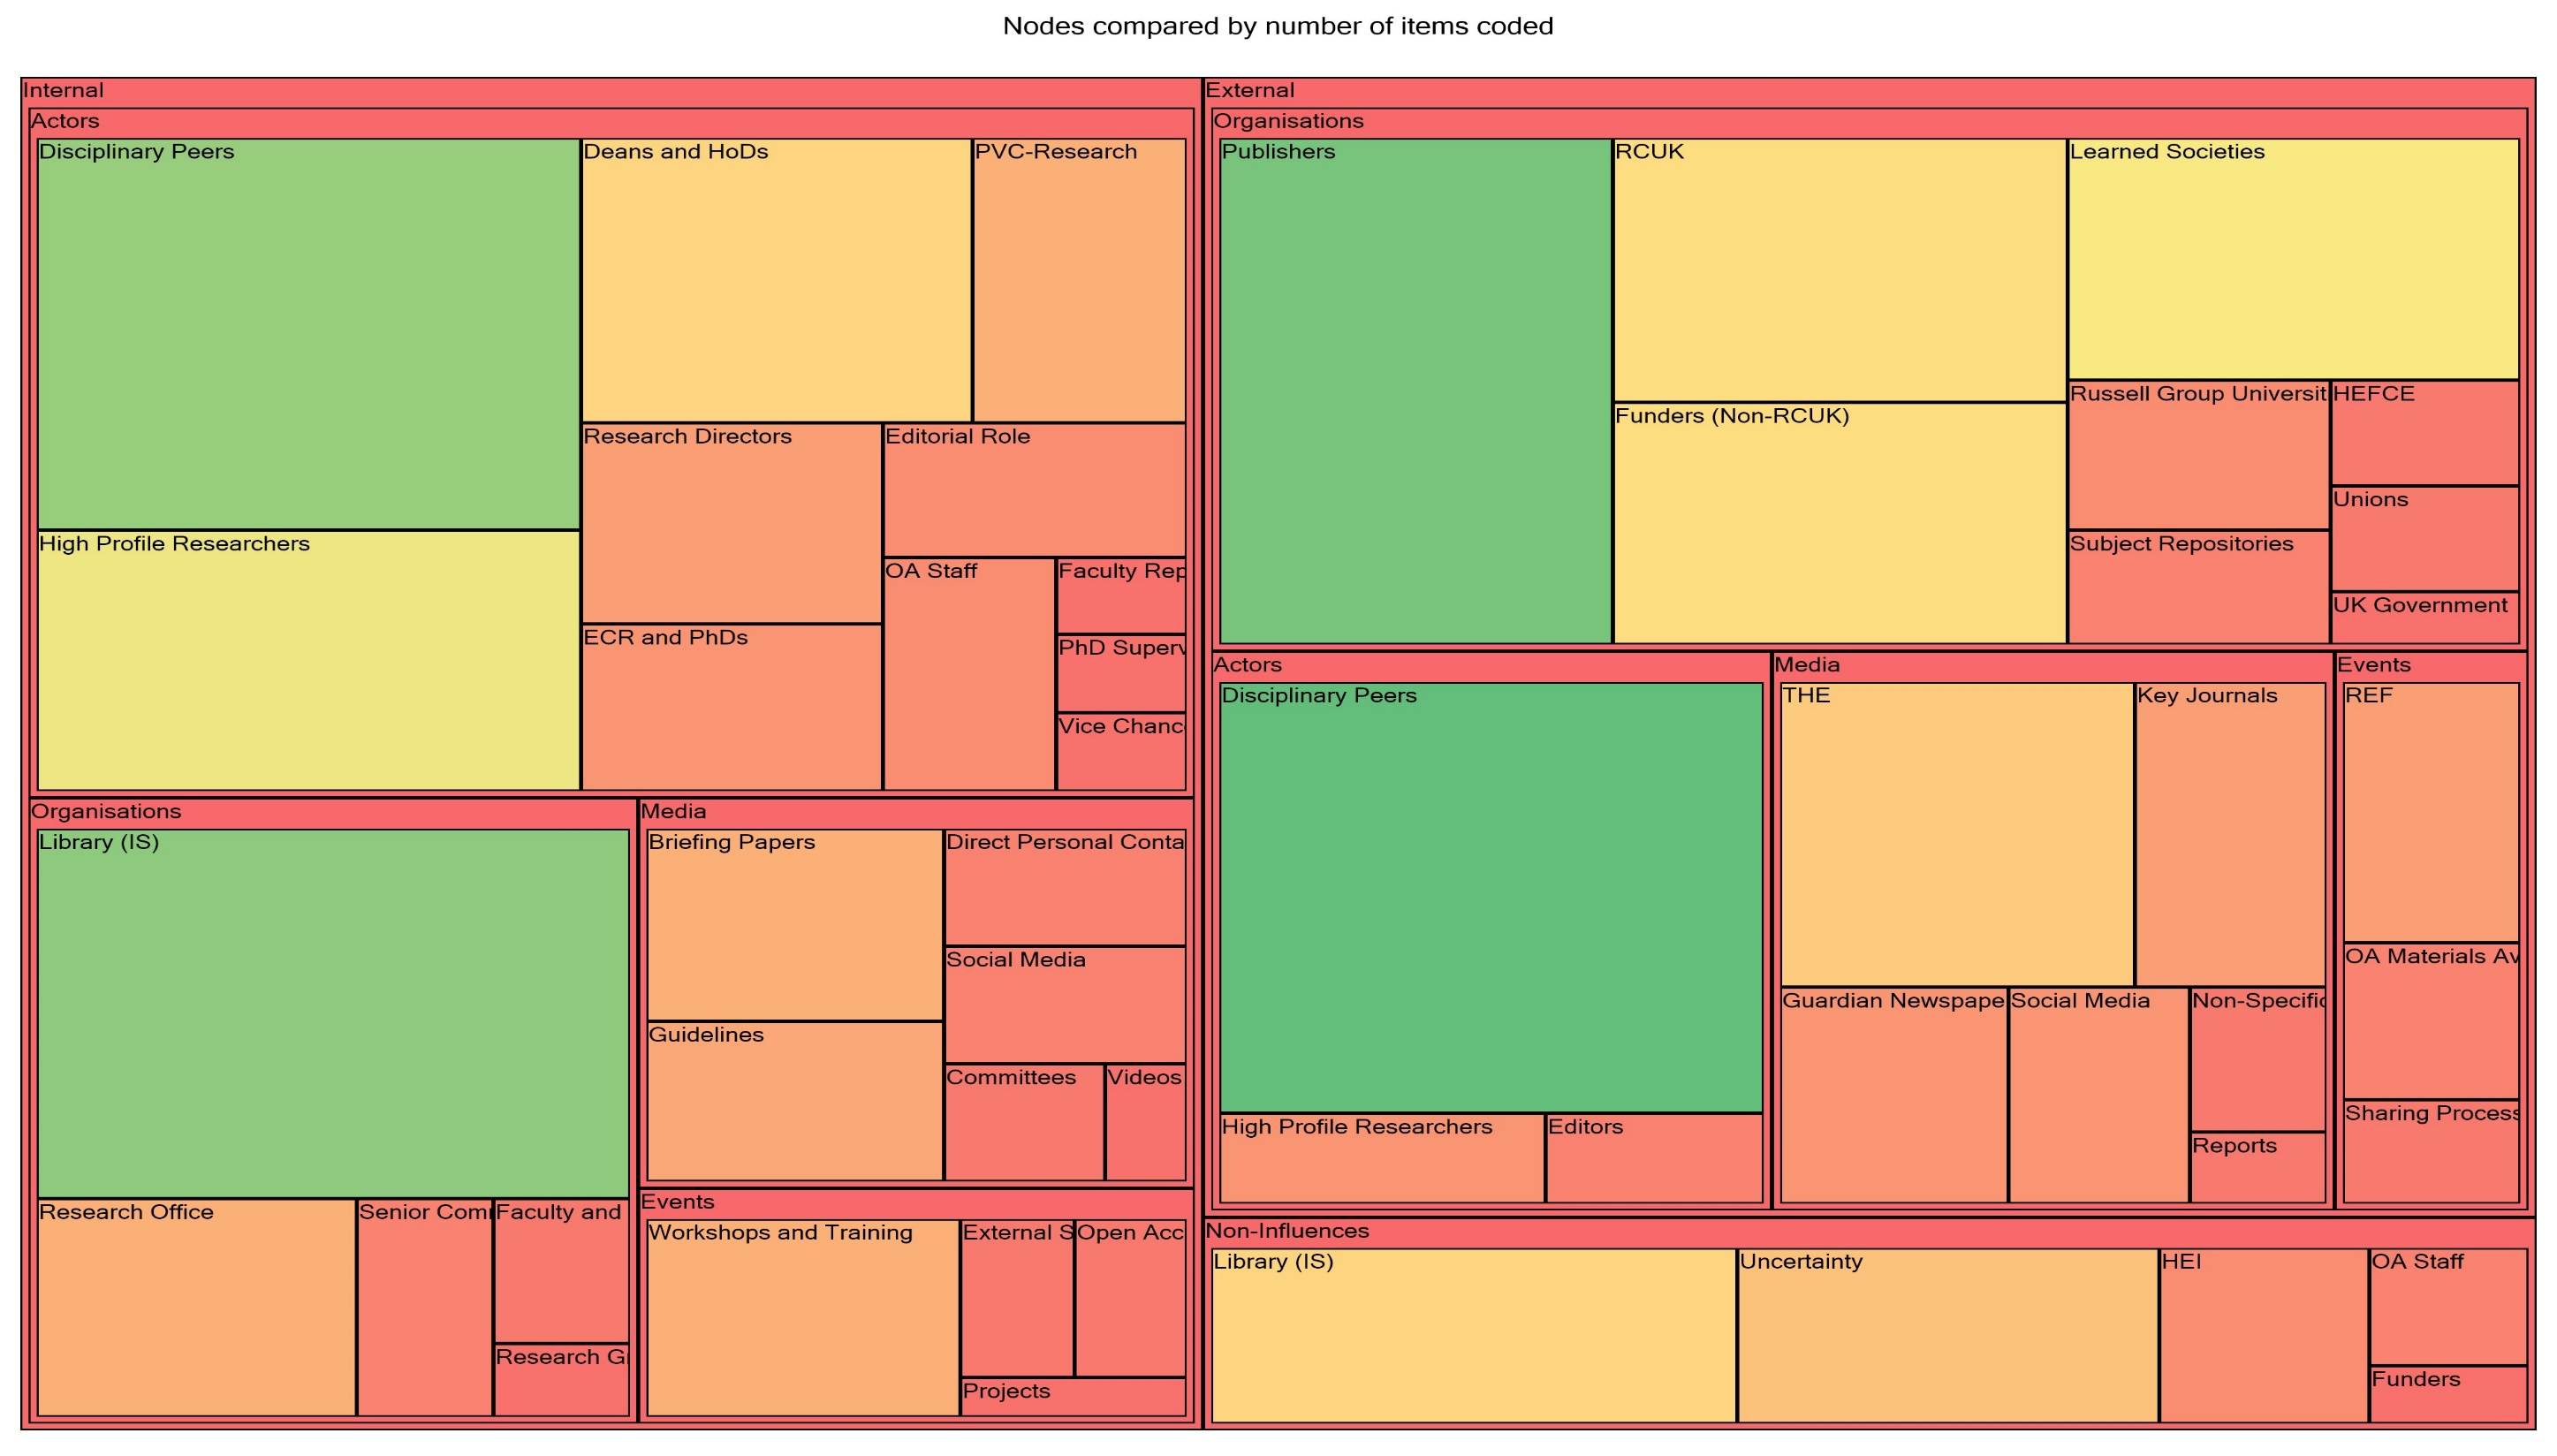 Nodes compared by number of items coded
Internal
Actors
Disciplinary Peers
Deans and HoDs
PVC-Research
High Profile Researchers
Research Directors
Editorial Role
ECR and PhDs
OA Staff
Faculty Rep
PhD Superv
Vice Chanc
Organisations
Library (IS)
Research Office
Senior Com
Faculty and
Research G
Media
Briefing Papers
Direct Personal Conta
Social Media
Guidelines
Committees
Videos
Events
Workshops and Training
External S
Open Acc
Projects
External
Organisations
Publishers
RCUK
Learned Societies
Funders (Non-RCUK)
Russell Group Universit
HEFCE
Unions
Subject Repositories
UK Government
Actors
Disciplinary Peers
High Profile Researchers
Editors
Media
THE
Key Journals
Guardian Newspape
Social Media
Non-Specific
Reports
Events
REF
OA Materials Av
Sharing Process
Non-Influences
Library (IS)
Uncertainty
HEI
OA Staff
Funders